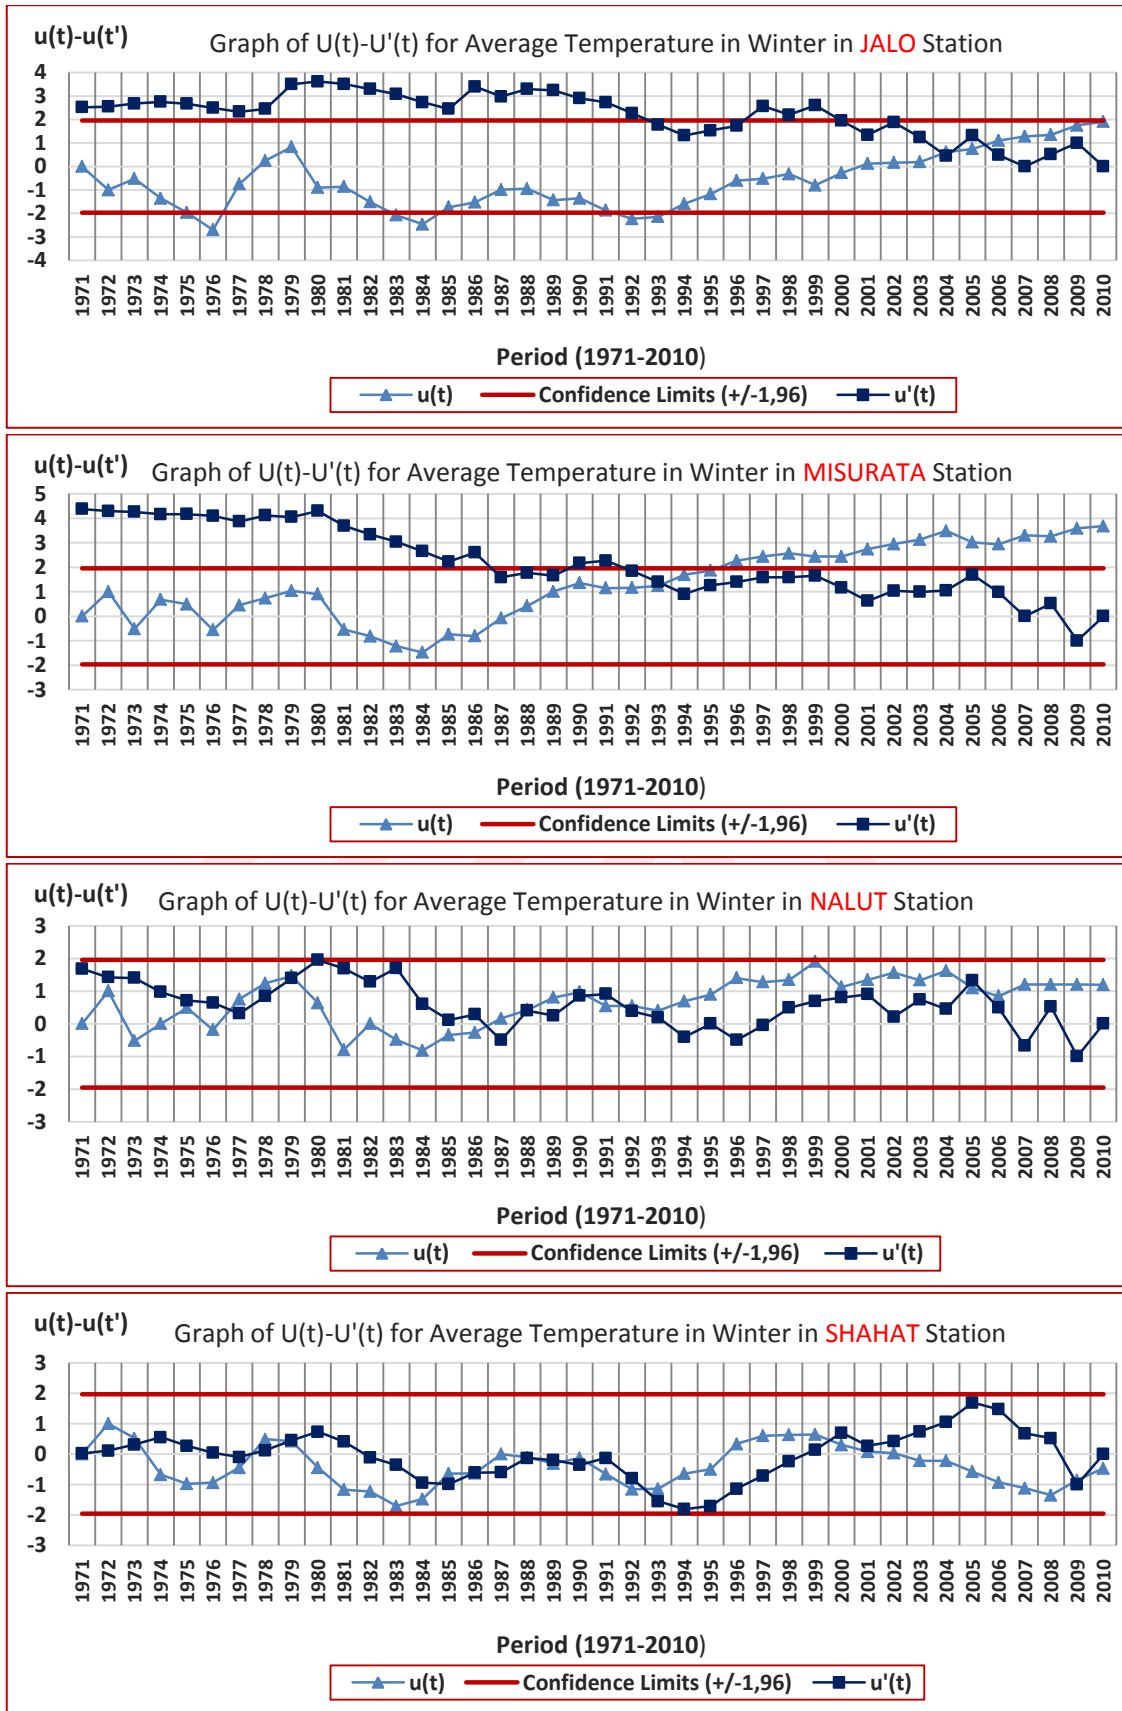 u(t)-u(t')
Graph of U(t)-U'(t) for Average Temperature in Winter in JALO Station
4
3
2
1
0
-1
-2
-3
-4
1971 1972 1973 1974 1975 1976 1977 1978 1979 1980 1981 1982 1983 1984 1985 1986 1987 1988 1989 1990 1991 1992 1993 1994 1995 1996 1997 1998 1999 2000 2001 2002 2003 2004 2005 2006 2007 2008 2009 2010
Period (1971-2010)
u(t) Confidence Limits (+/-1,96) u'(t)
u(t)-u(t')
Graph of U(t)-U'(t) for Average Temperature in Winter in MISURATA Station
5
4
3
2
1
0
-1
-2
-3
1971 1972 1973 1974 1975 1976 1977 1978 1979 1980 1981 1982 1983 1984 1985 1986 1987 1988 1989 1990 1991 1992 1993 1994 1995 1996 1997 1998 1999 2000 2001 2002 2003 2004 2005 2006 2007 2008 2009 2010
Period (1971-2010)
u(t) Confidence Limits (+/-1,96) u'(t)
u(t)-u(t')
Graph of U(t)-U'(t) for Average Temperature in Winter in NALUT Station
3
2
1
0
-1
-2
-3
1971 1972 1973 1974 1975 1976 1977 1978 1979 1980 1981 1982 1983 1984 1985 1986 1987 1988 1989 1990 1991 1992 1993 1994 1995 1996 1997 1998 1999 2000 2001 2002 2003 2004 2005 2006 2007 2008 2009 2010
Period (1971-2010)
u(t) Confidence Limits (+/-1,96) u'(t)
u(t)-u(t')
Graph of U(t)-U'(t) for Average Temperature in Winter in SHAHAT Station
3
2
1
0
-1
-2
-3
1971 1972 1973 1974 1975 1976 1977 1978 1979 1980 1981 1982 1983 1984 1985 1986 1987 1988 1989 1990 1991 1992 1993 1994 1995 1996 1997 1998 1999 2000 2001 2002 2003 2004 2005 2006 2007 2008 2009 2010
Period (1971-2010)
u(t) Confidence Limits (+/-1,96) u'(t)